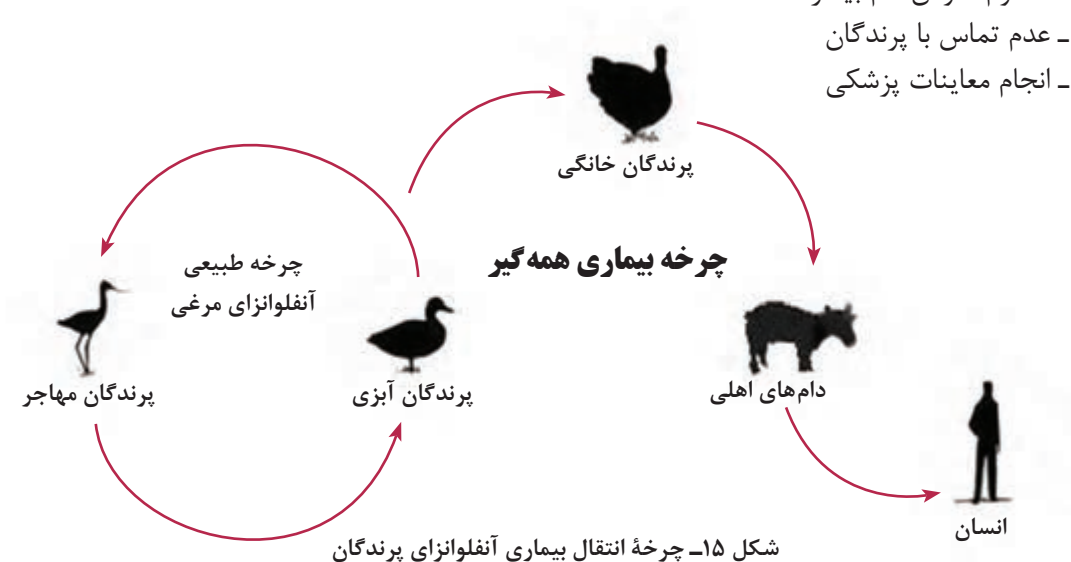 ـ عدم تماس با پرندگان
ـ انجام معاینات پزشکی
پرندگان خانگی
چرخه بیماری همه‌گیر
چرخه طبیعی
آنفلوانزای مرغی
پرندگان مهاجر
پرندگان آبزی
دام‌های اهلی
انسان
شکل ۱۵ـ چرخۀ انتقال بیماری آنفلوانزای پرندگان